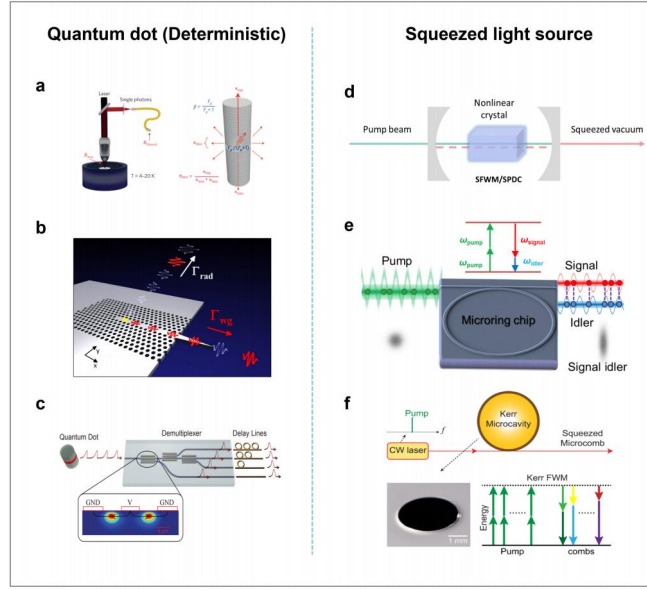 Quantum dot (Deterministic)
Squeezed light source
a
Laser
Single photons
T = 4–20 K
b
Γrad
Γwg
y
x
c
Quantum Dot
Demultiplexer
Delay Lines
GND
V
GND
d
Nonlinear
crystal
Pump beam
Squeezed vacuum
SFWM/SPDC
e
ωpump
ωsignal
ωpump
ωidler
Pump
Signal
Microring chip
Idler
Signal idler
f
Pump
f
CW laser
Kerr
Microcavity
Squeezed
Microcomb
1 mm
Kerr FWM
Energy
Pump
combs